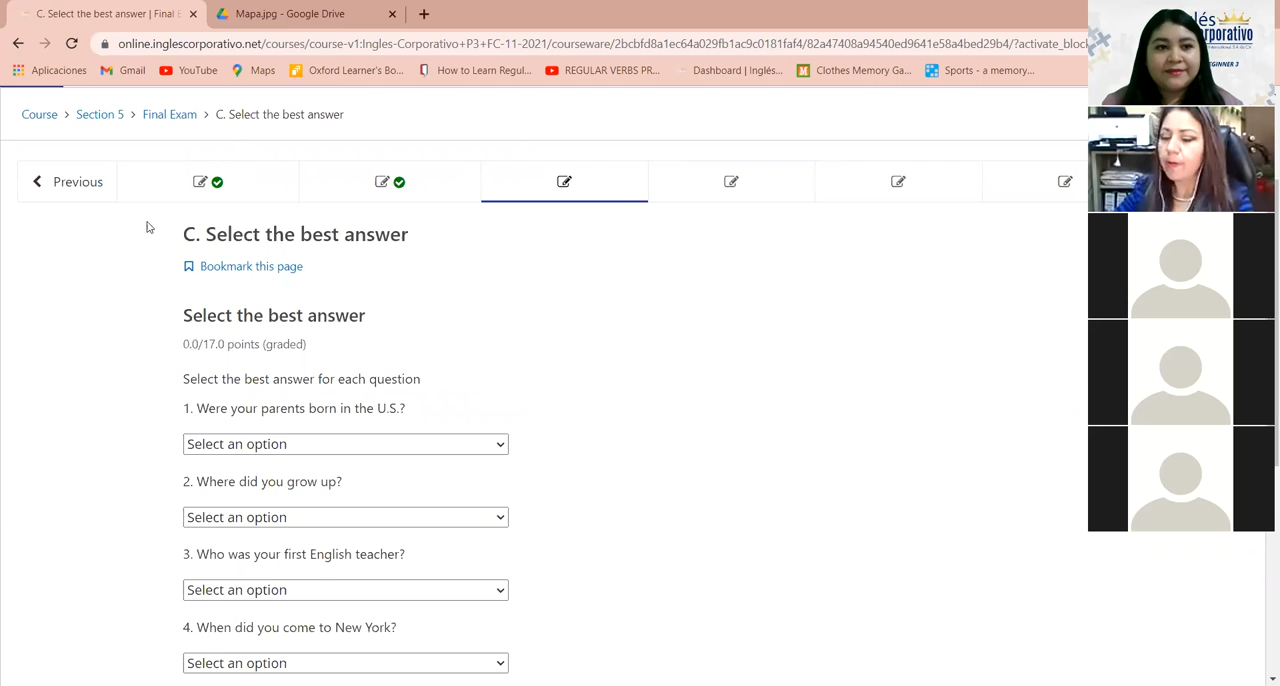 C. Select the best answer | Final E
Mapa.jpg - Google Drive
online.inglescorporativo.net/courses/course-v1:Ingles-Corporativo+P3+FC-11-2021/courseware/2bcbfd8a1ec64a029fb1ac9c0181faf4/82a47408a94540ed9641e58a4bed29b4/?activate_bloc
Aplicaciones Gmail YouTube Maps Oxford Learner's Bo... How to Learn Regul... REGULAR VERBS PR... Dashboard | Inglés... Clothes Memory Ga... Sports - a memory...
Course > Section 5 > Final Exam > C. Select the best answer
Previous
C. Select the best answer
Bookmark this page
Select the best answer
0.0/17.0 points (graded)
Select the best answer for each question
1. Were your parents born in the U.S.?
Select an option
2. Where did you grow up?
Select an option
3. Who was your first English teacher?
Select an option
4. When did you come to New York?
Select an option